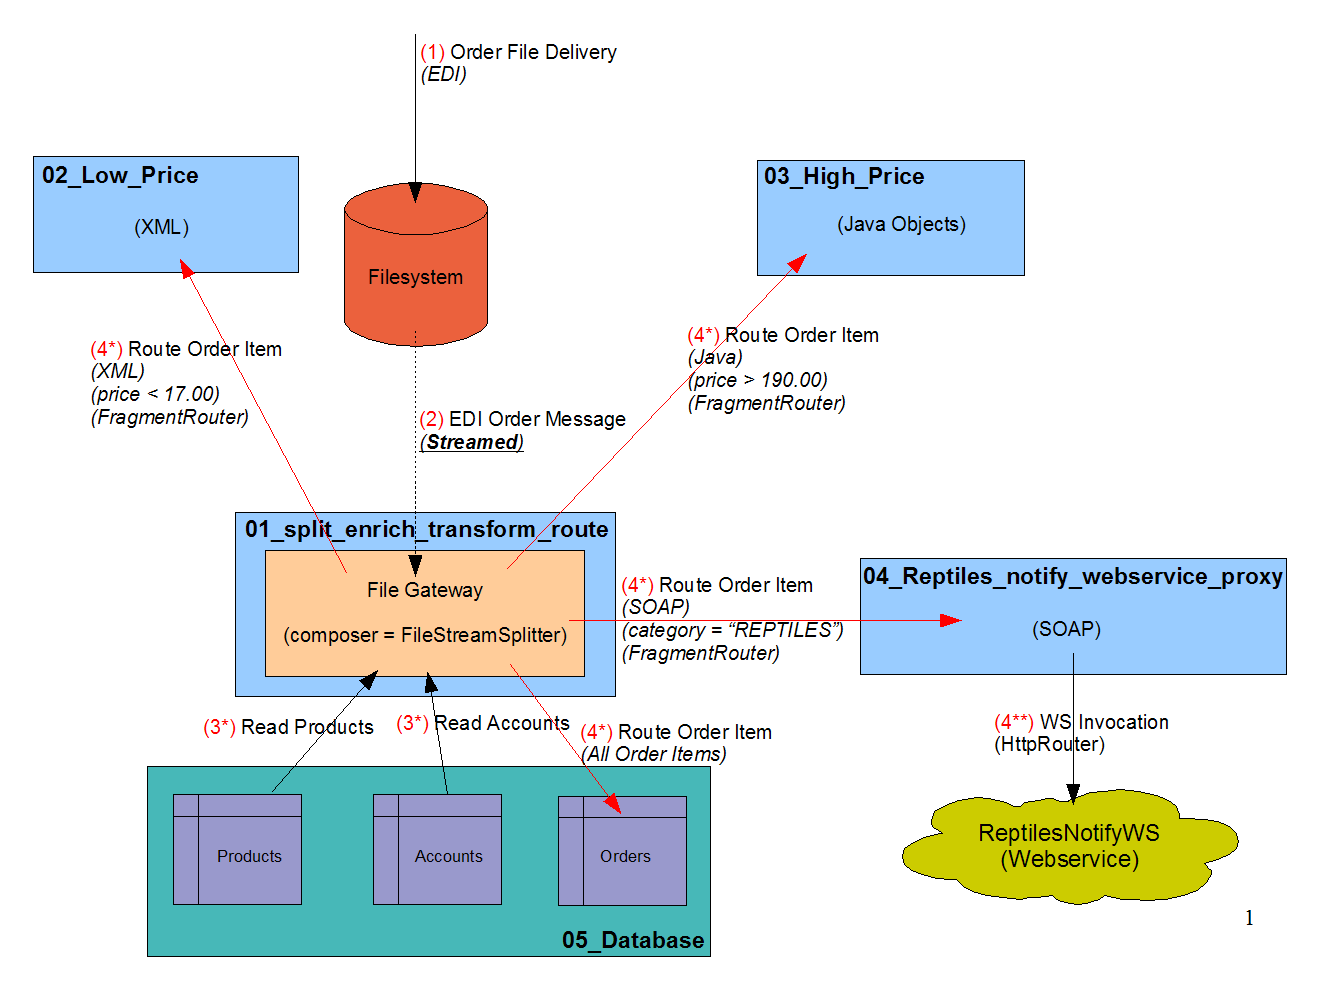 (1) Order File Delivery
(EDI)
02_Low_Price
(XML)
03_High_Price
(Java Objects)
Filesystem
(4*) Route Order Item
(XML)
(price < 17.00)
(FragmentRouter)
(4*) Route Order Item
(Java)
(price > 190.00)
(FragmentRouter)
(2) EDI Order Message
(Streamed)
01_split_enrich_transform_route
File Gateway
(composer = FileStreamSplitter)
(4*) Route Order Item
(SOAP)
(category = “REPTILES”)
(FragmentRouter)
04_Reptiles_notify_webservice_proxy
(SOAP)
(3*) Read Products
(3*) Read Accounts
(4*) Route Order Item
(All Order Items)
(4**) WS Invocation
(HttpRouter)
Products
Accounts
Orders
05_Database
ReptilesNotifyWS
(Webservice)
1